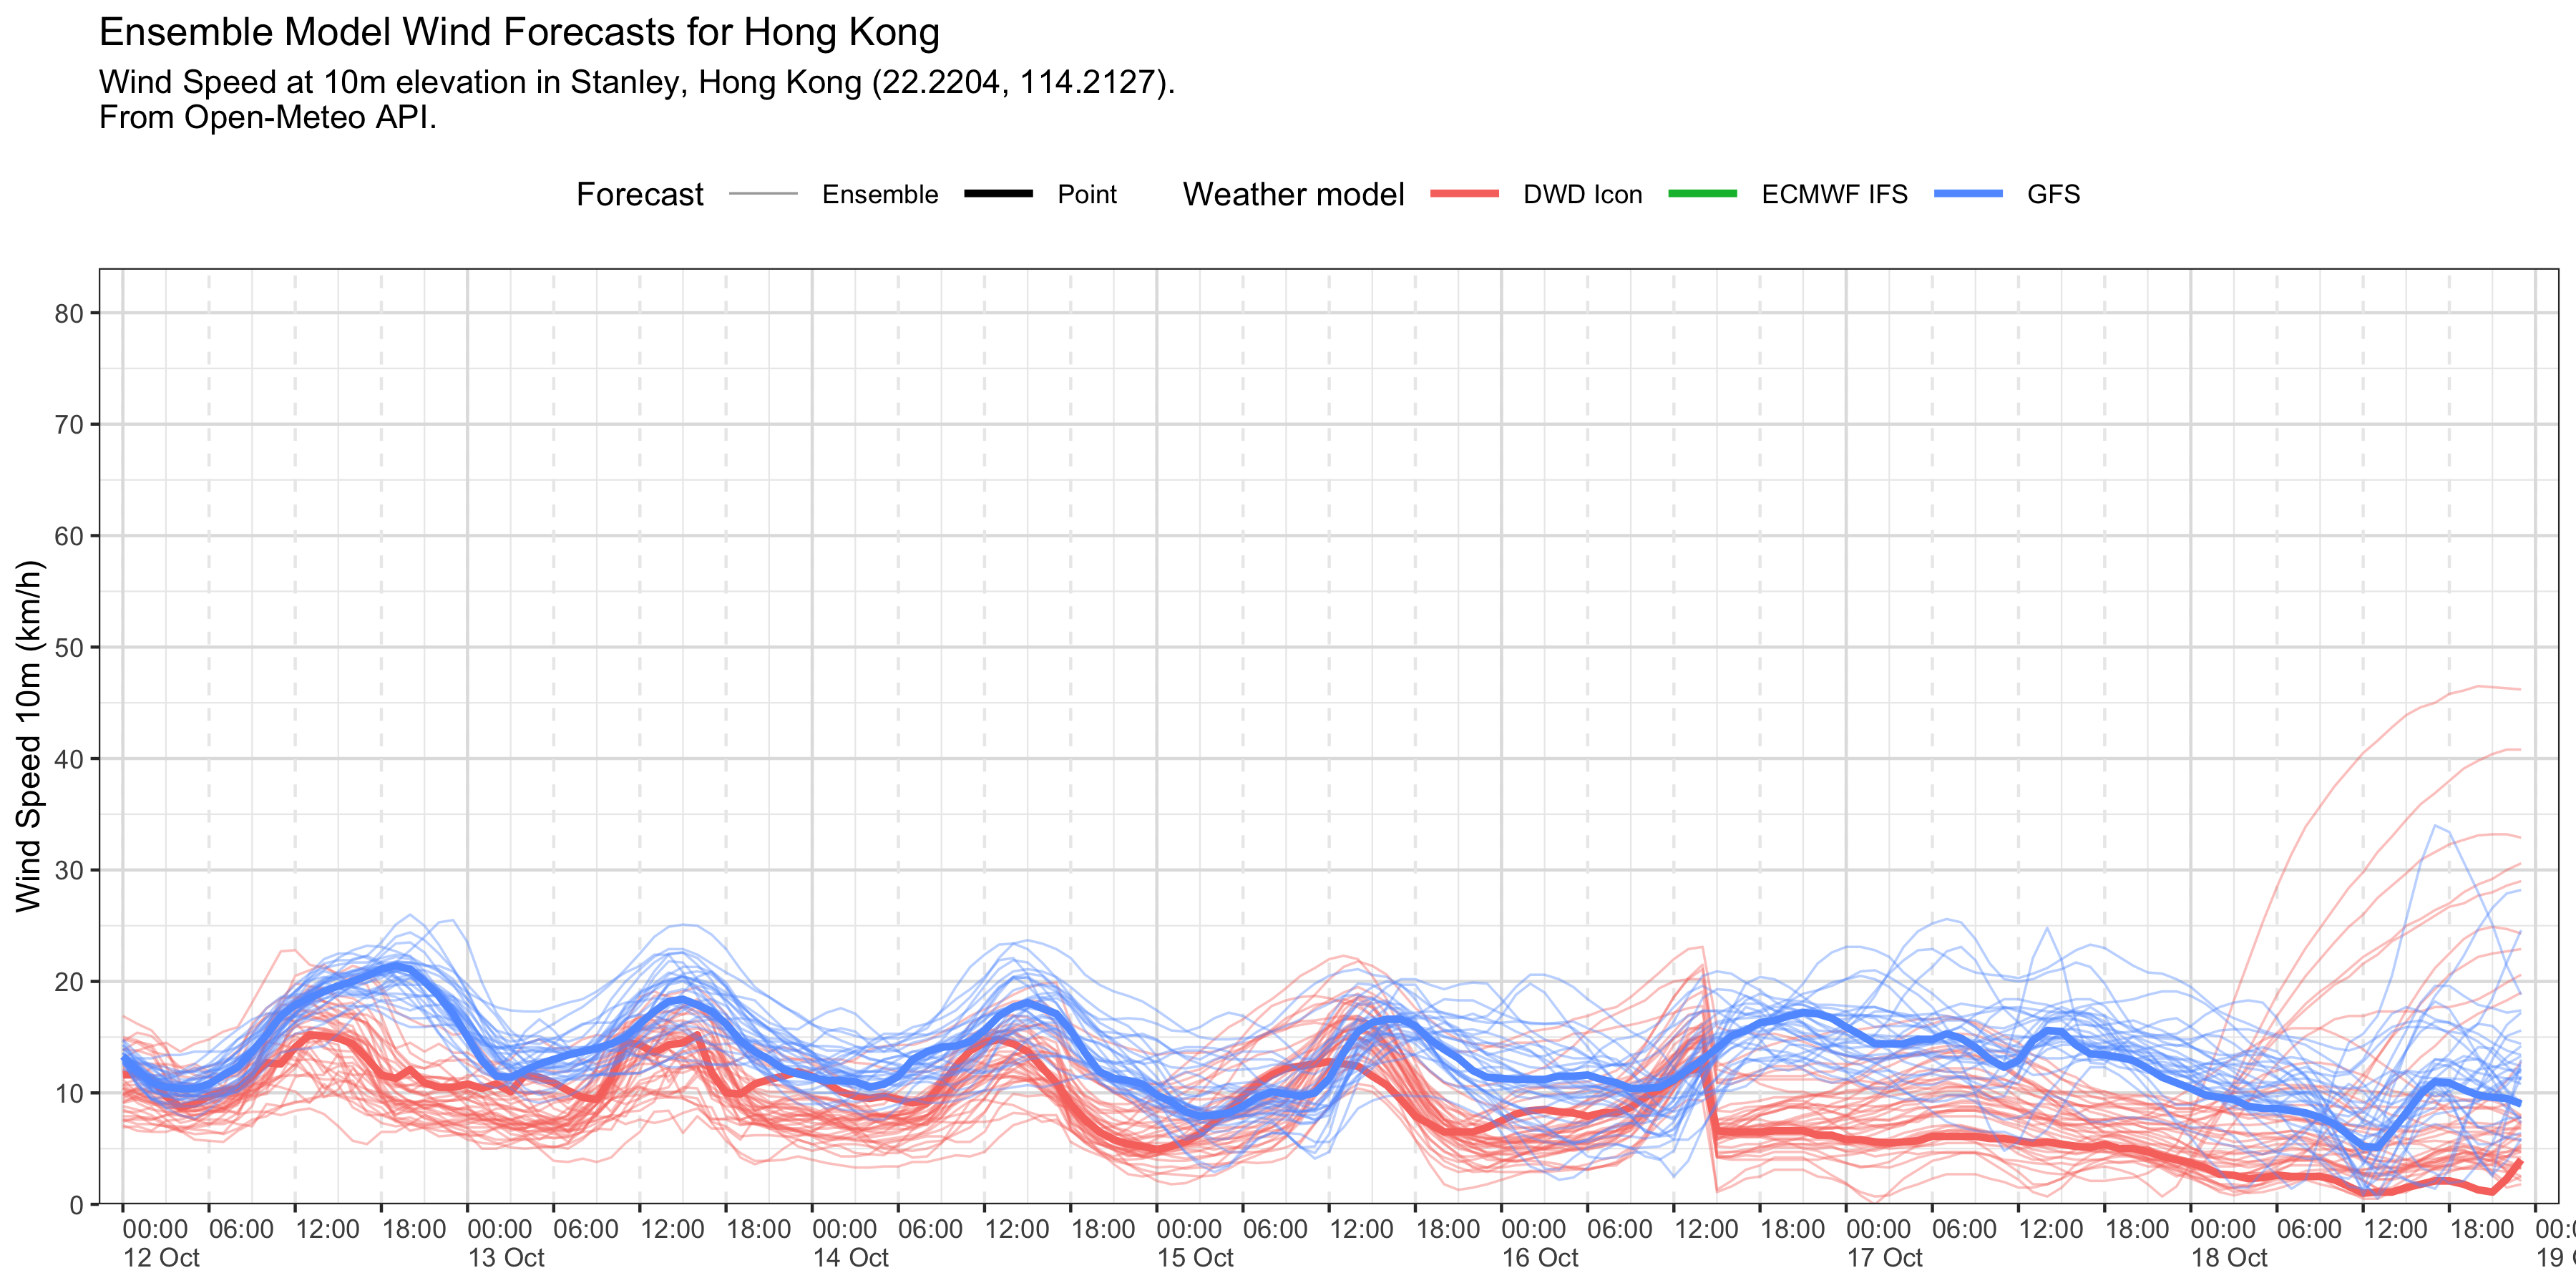 Ensemble Model Wind Forecasts for Hong Kong
Wind Speed at 10m elevation in Stanley, Hong Kong (22.2204, 114.2127).
From Open-Meteo API.
Forecast Ensemble Point Weather model DWD Icon ECMWF IFS GFS
Wind Speed 10m (km/h)
80
70
60
50
40
30
20
10
0
00:00 06:00 12:00 18:00 00:00 06:00 12:00 18:00 00:00 06:00 12:00 18:00 00:00 06:00 12:00 18:00 00:00 06:00 12:00 18:00 00:00 06:00 12:00 18:00 00:00 06:00 12:00 18:00
12 Oct 13 Oct 14 Oct 15 Oct 16 Oct 17 Oct 18 Oct 19